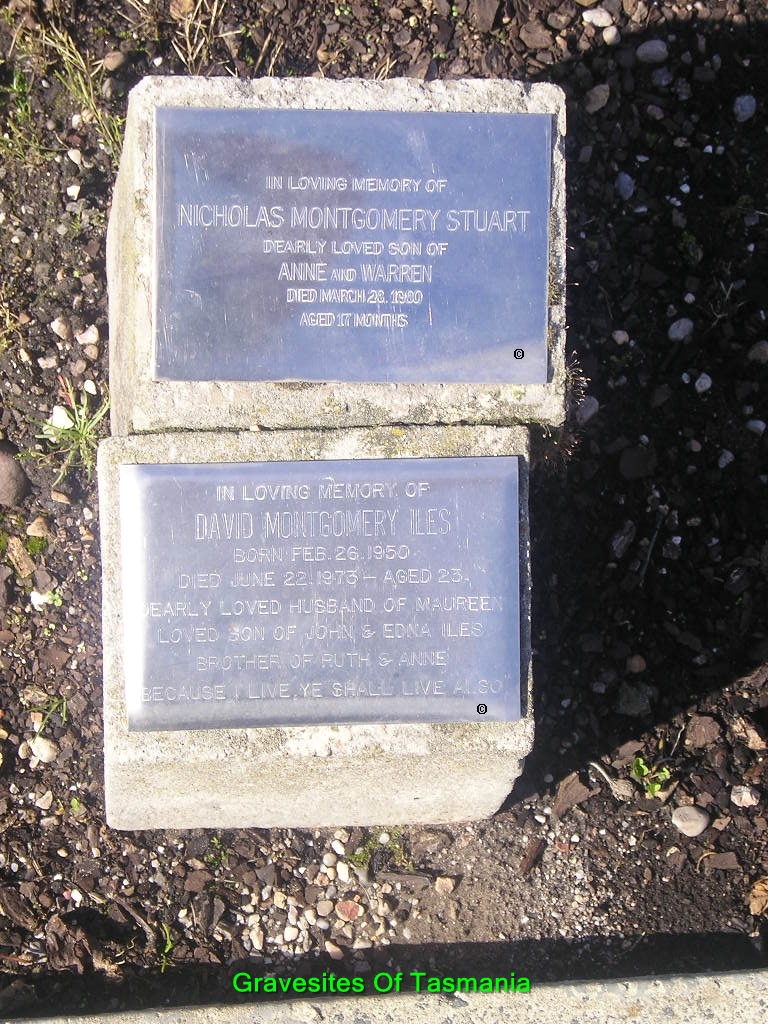 IN LOVING MEMORY OF
NICHOLAS MONTGOMERY STUART
DEARLY LOVED SON OF
ANNE AND WARREN
DIED MARCH 28. 1980
AGED 17 MONTHS
©
IN LOVING MEMORY OF
DAVID MONTGOMERY ILES
BORN FEB. 26. 1950
DIED JUNE 22. 1973 — AGED 23.
DEARLY LOVED HUSBAND OF MAUREEN
LOVED SON OF JOHN & EDNA ILES
BROTHER OF RUTH & ANNE
"BECAUSE I LIVE, YE SHALL LIVE ALSO"
©
Gravesites Of Tasmania